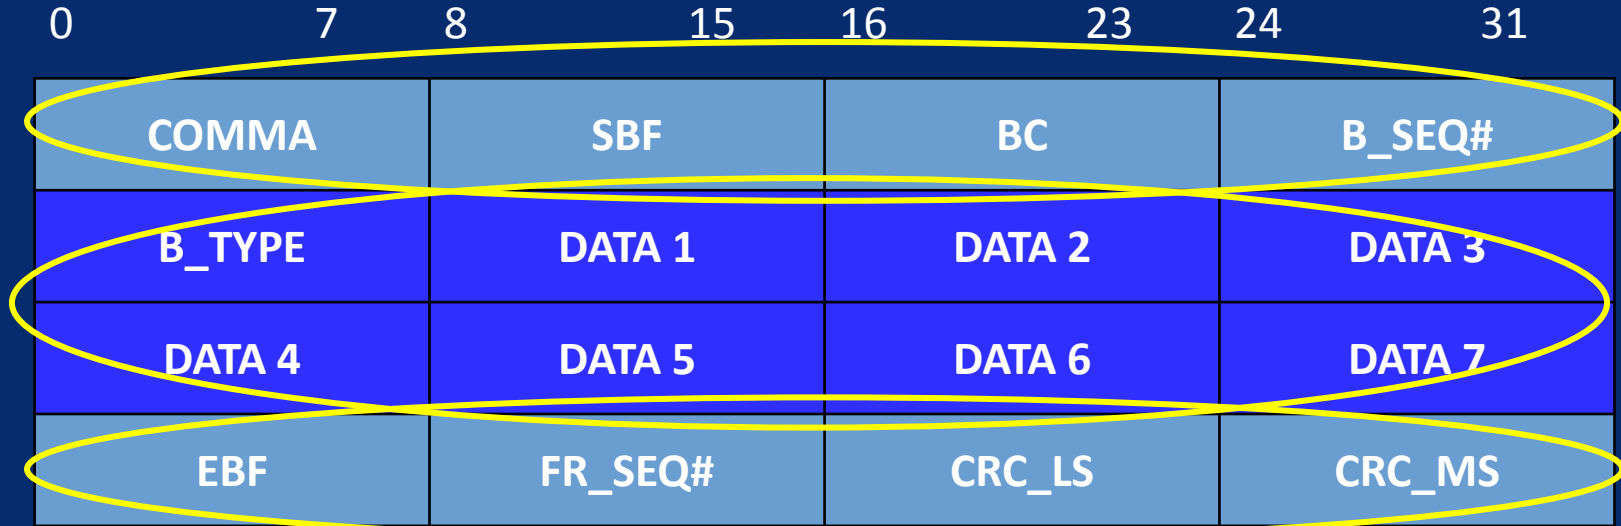 0 7 8 15 16 23 24 31
COMMA SBF BC B_SEQ#
B_TYPE DATA 1 DATA 2 DATA 3
DATA 4 DATA 5 DATA 6 DATA 7
EBF FR_SEQ# CRC_LS CRC_MS